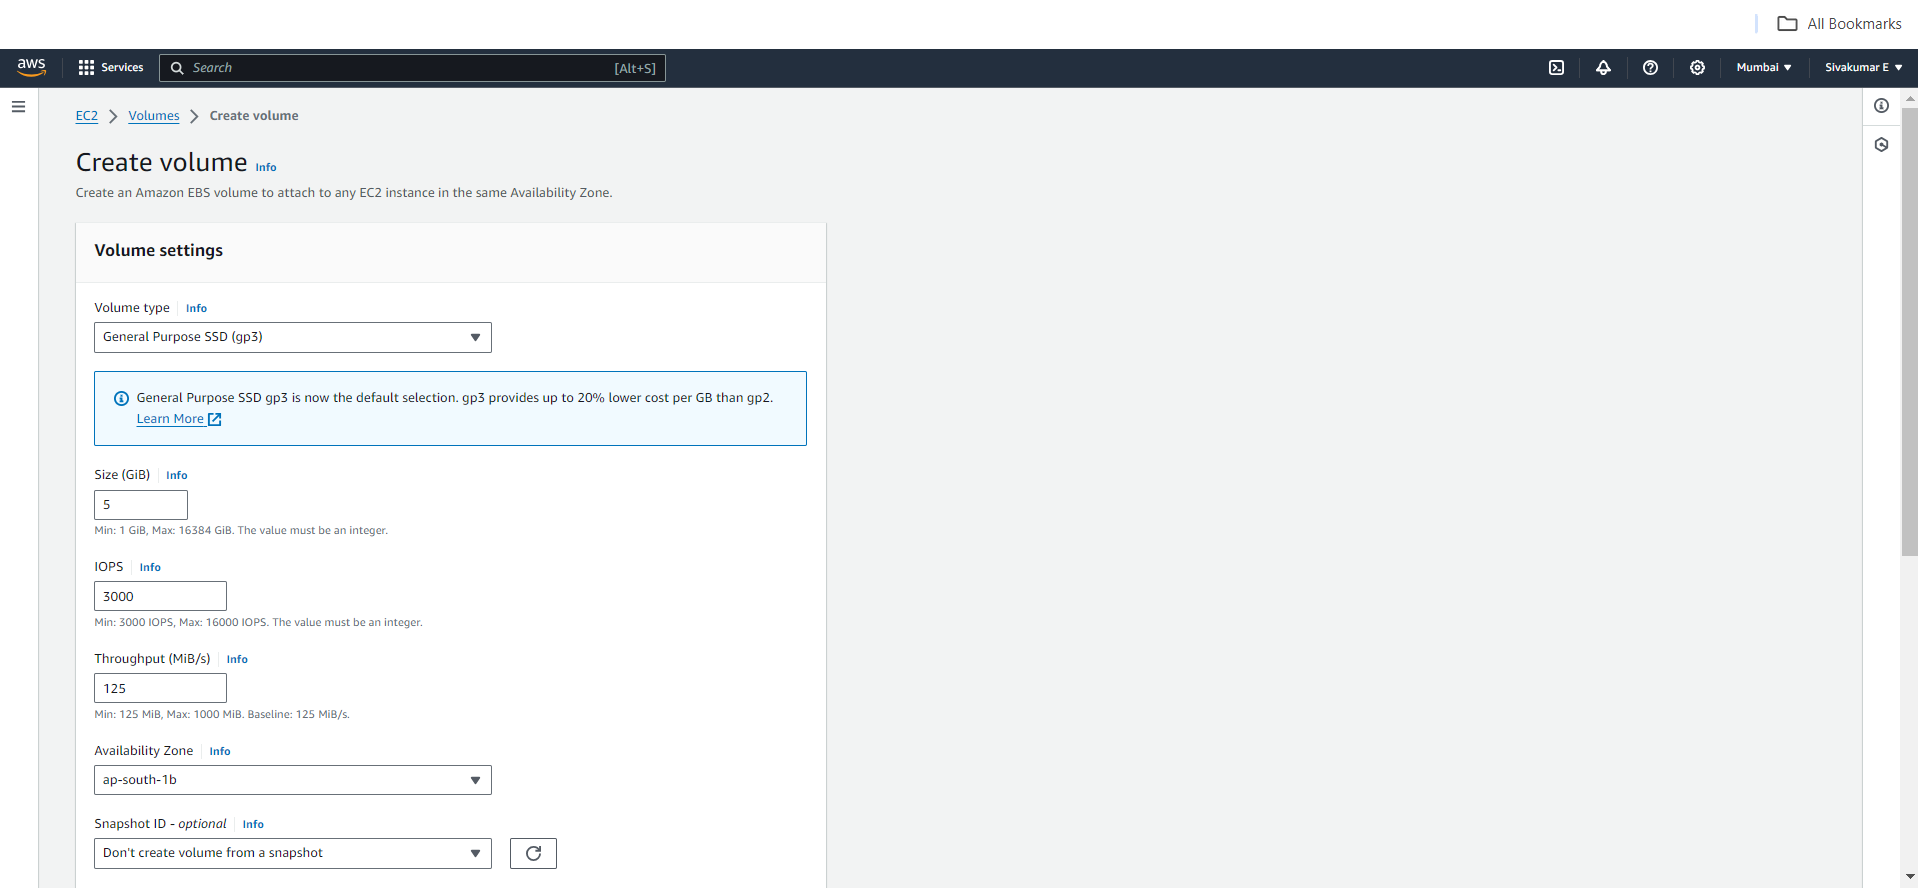 All Bookmarks
aws Services Search [Alt+S] Mumbai Sivakumar E
EC2 Volumes Create volume
Create volume Info
Create an Amazon EBS volume to attach to any EC2 instance in the same Availability Zone.
Volume settings
Volume type Info
General Purpose SSD (gp3)
General Purpose SSD gp3 is now the default selection. gp3 provides up to 20% lower cost per GB than gp2.
Learn More
Size (GiB) Info
5
Min: 1 GiB, Max: 16384 GiB. The value must be an integer.
IOPS Info
3000
Min: 3000 IOPS, Max: 16000 IOPS. The value must be an integer.
Throughput (MiB/s) Info
125
Min: 125 MiB, Max: 1000 MiB. Baseline: 125 MiB/s.
Availability Zone Info
ap-south-1b
Snapshot ID - optional Info
Don't create volume from a snapshot